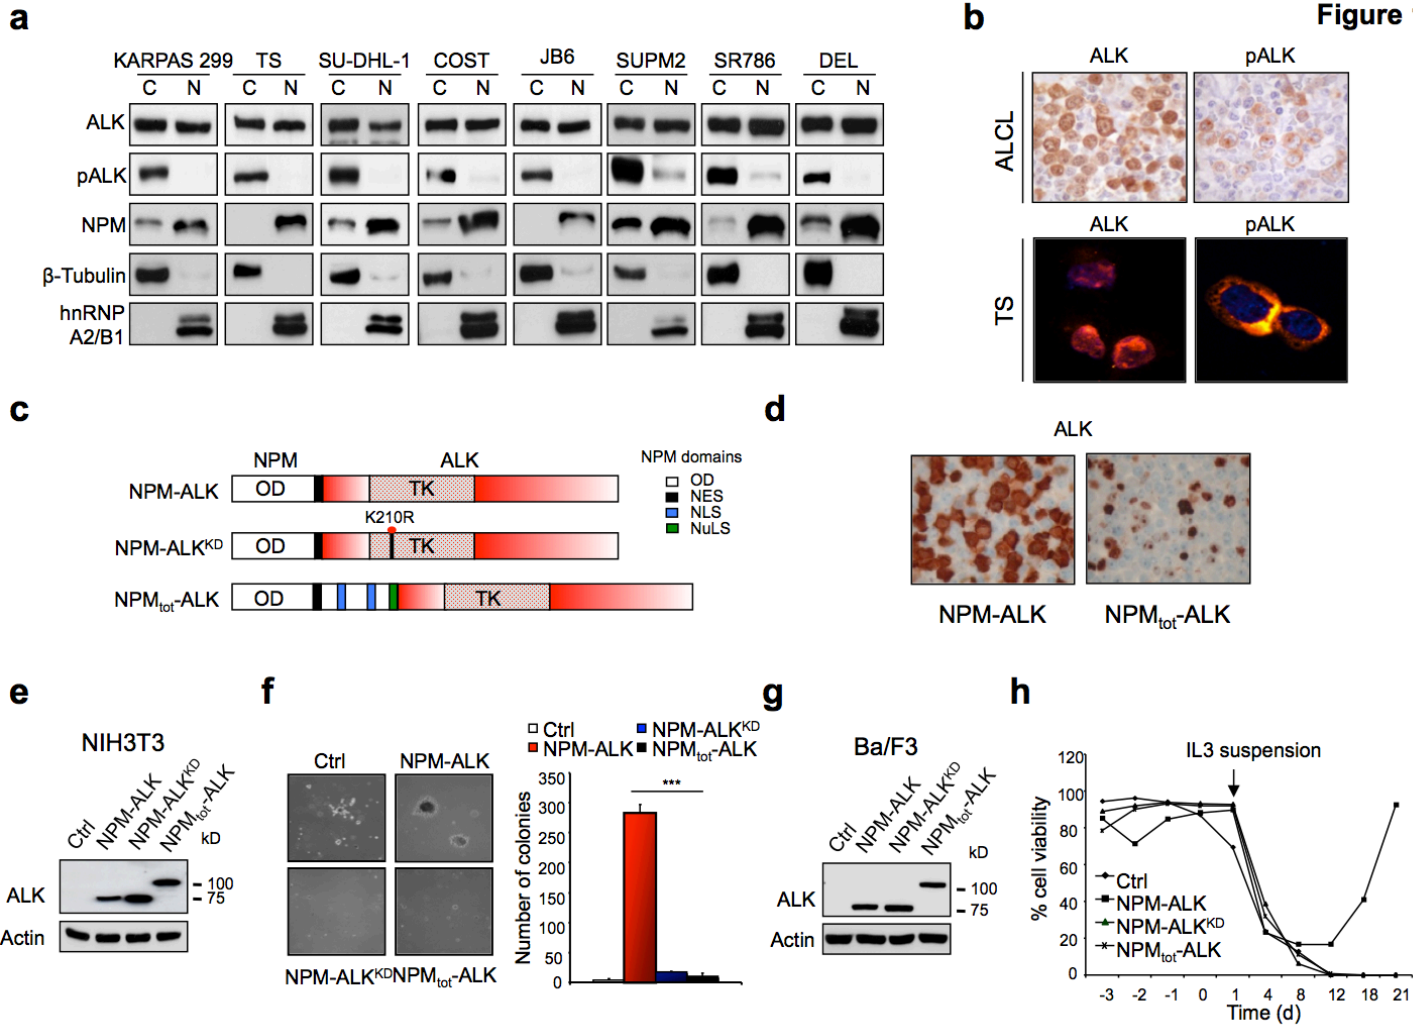 Figure
a
KARPAS 299 TS SU-DHL-1 COST JB6 SUPM2 SR786 DEL
C N C N C N C N C N C N C N C N
ALK
pALK
NPM
β-Tubulin
hnRNP
A2/B1
b
ALK pALK
ALCL
ALK pALK
TS
c
NPM ALK
NPM-ALK OD TK
K210R
NPM-ALKKD OD TK
NPMtot-ALK OD TK
NPM domains
OD
NES
NLS
NuLS
d
ALK
NPM-ALK NPMtot-ALK
e
NIH3T3
Ctrl
NPM-ALK
NPM-ALKKD
NPMtot-ALK
kD
ALK
100
75
Actin
f
Ctrl NPM-ALK
NPM-ALKKD NPMtot-ALK
Ctrl NPM-ALKKD
NPM-ALK NPMtot-ALK
Number of colonies
350
300
250
200
150
100
50
0
***
g
Ba/F3
Ctrl
NPM-ALK
NPM-ALKKD
NPMtot-ALK
kD
ALK
100
75
Actin
h
IL3 suspension
% cell viability
120
100
80
60
40
20
0
Ctrl
NPM-ALK
NPM-ALKKD
NPMtot-ALK
-3 -2 -1 0 1 4 8 12 18 21
Time (d)